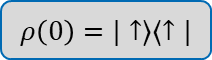 ρ(0) = | ↑⟩⟨↑ |